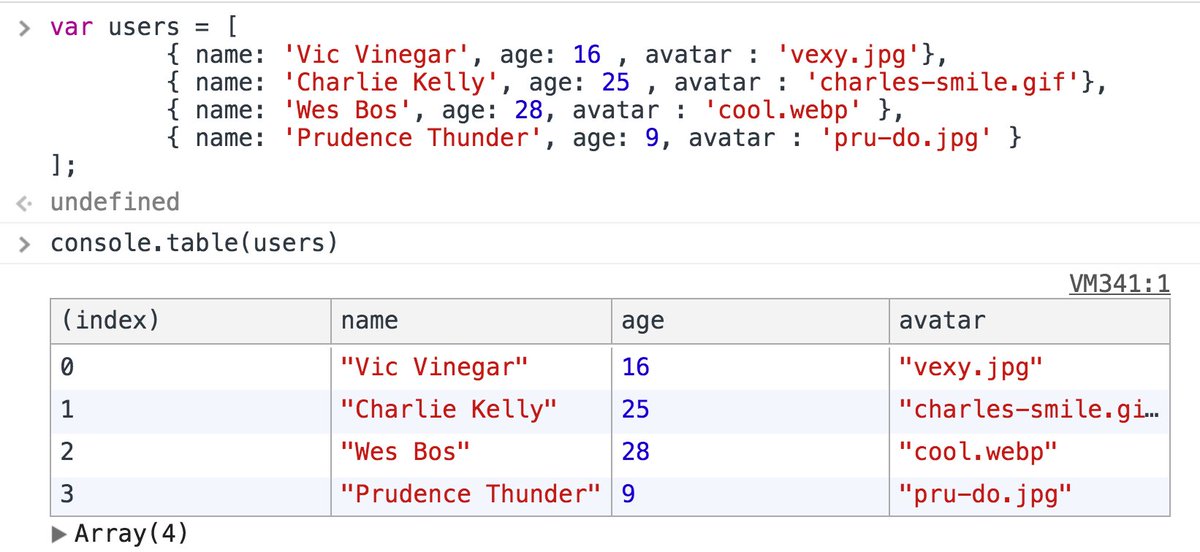 > var users = [
{ name: 'Vic Vinegar', age: 16 , avatar : 'vexy.jpg'},
{ name: 'Charlie Kelly', age: 25 , avatar : 'charles-smile.gif'},
{ name: 'Wes Bos', age: 28, avatar : 'cool.webp' },
{ name: 'Prudence Thunder', age: 9, avatar : 'pru-do.jpg' }
];
undefined
> console.table(users)
VM341:1
(index) name age avatar
0 "Vic Vinegar" 16 "vexy.jpg"
1 "Charlie Kelly" 25 "charles-smile.gi…
2 "Wes Bos" 28 "cool.webp"
3 "Prudence Thunder" 9 "pru-do.jpg"
▶ Array(4)